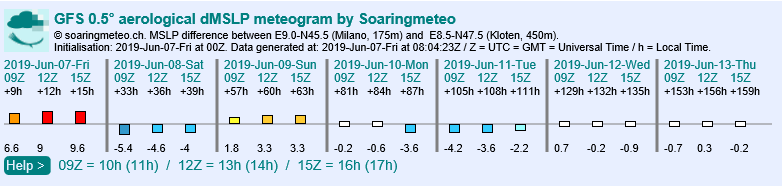 GFS 0.5° aerological dMSLP meteogram by Soaringmeteo
© soaringmeteo.ch. MSLP difference between E9.0-N45.5 (Milano, 175m) and E8.5-N47.5 (Kloten, 450m).
Initialisation: 2019-Jun-07-Fri at 00Z. Data generated at: 2019-Jun-07-Fri at 08:04:23Z / Z = UTC = GMT = Universal Time / h = Local Time.
2019-Jun-07-Fri 2019-Jun-08-Sat 2019-Jun-09-Sun 2019-Jun-10-Mon 2019-Jun-11-Tue 2019-Jun-12-Wed 2019-Jun-13-Thu
09Z 12Z 15Z 09Z 12Z 15Z 09Z 12Z 15Z 09Z 12Z 15Z 09Z 12Z 15Z 09Z 12Z 15Z 09Z 12Z 15Z
+9h +12h +15h +33h +36h +39h +57h +60h +63h +81h +84h +87h +105h +108h +111h +129h +132h +135h +153h +156h +159h
6.6 9 9.6 -5.4 -4.6 -4 1.8 3.3 3.3 -0.2 -0.6 -3.6 -4.2 -3.6 -2.2 0.7 -0.2 -0.9 -0.7 0.3 -0.2
Help > 09Z = 10h (11h) / 12Z = 13h (14h) / 15Z = 16h (17h)